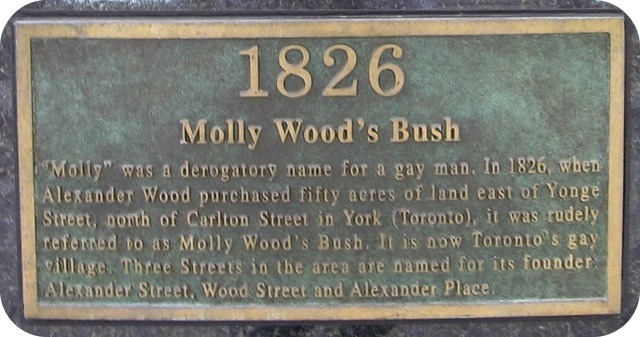 1826
Molly Wood's Bush
"Molly" was a derogatory name for a gay man. In 1826, when
Alexander Wood purchased fifty acres of land east of Yonge
Street, north of Carlton Street in York (Toronto), it was rudely
referred to as Molly Wood's Bush. It is now Toronto's gay
village. Three Streets in the area are named for its founder:
Alexander Street, Wood Street and Alexander Place.